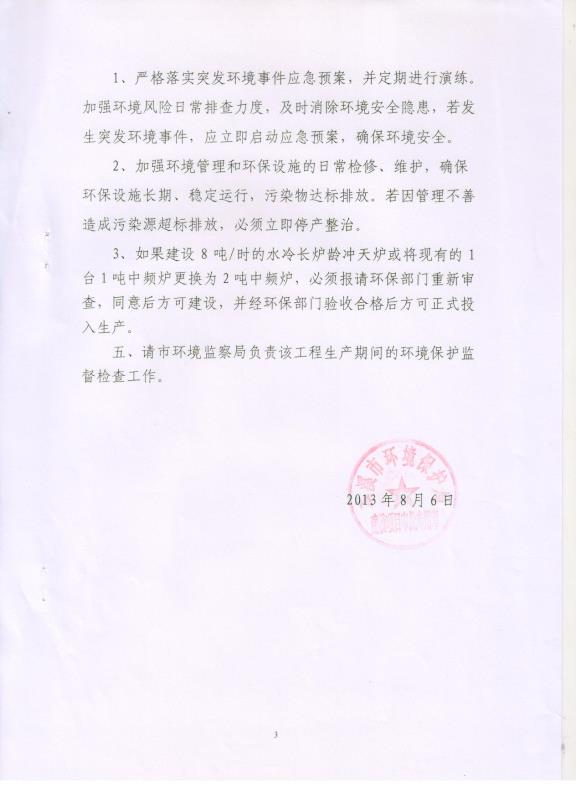 1、严格落实突发环境事件应急预案，并定期进行演练。
加强环境风险日常排查力度，及时消除环境安全隐患，若发
生突发环境事件，应立即启动应急预案，确保环境安全。
2、加强环境管理和环保设施的日常检修、维护，确保
环保设施长期、稳定运行，污染物达标排放。若因管理不善
造成污染源超标排放，必须立即停产整治。
3、如果建设 8 吨/时的水冷长炉龄冲天炉或将现有的 1
台 1 吨中频炉更换为 2 吨中频炉，必须报请环保部门重新审
查，同意后方可建设，并经环保部门验收合格后方可正式投
入生产。
五、请市环境监察局负责该工程生产期间的环境保护监
督检查工作。
市环境保护
2013 年 8 月 6 日
3